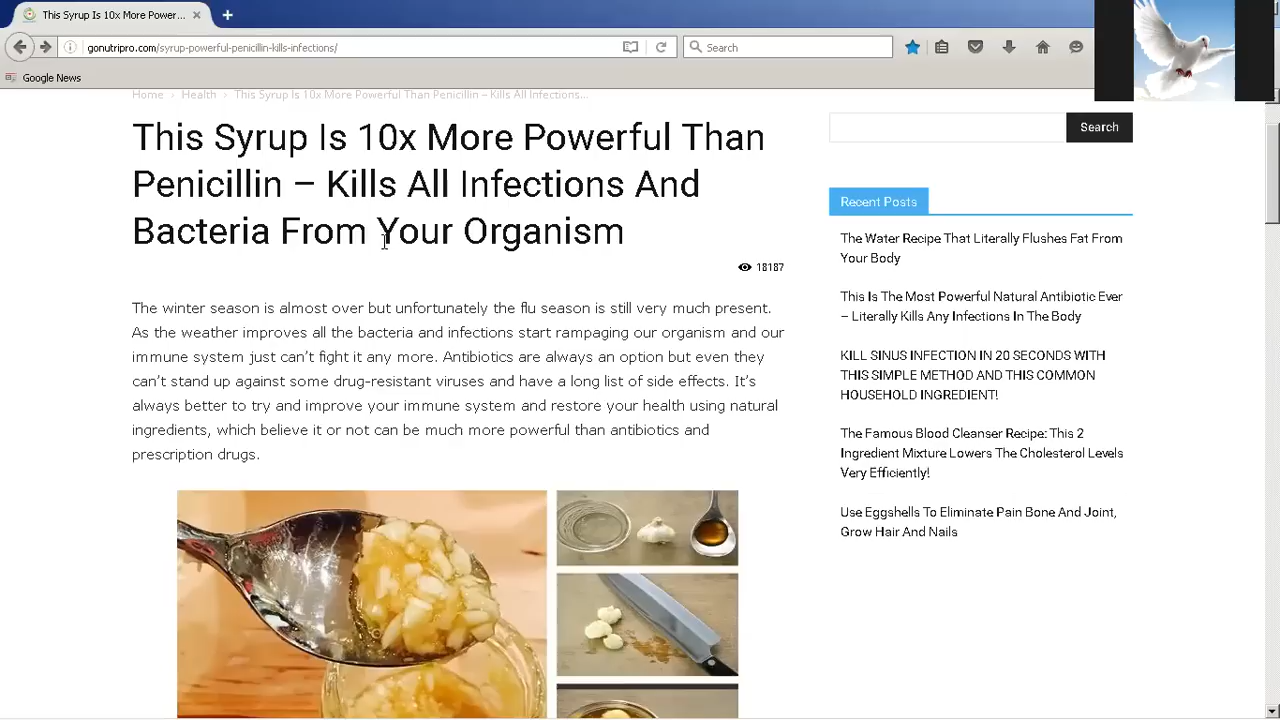 This Syrup Is 10x More Power...
gonutripro.com/syrup-powerful-penicillin-kills-infections/
Search
Google News
Home › Health › This Syrup Is 10x More Powerful Than Penicillin – Kills All Infections...
This Syrup Is 10x More Powerful Than
Penicillin – Kills All Infections And
Bacteria From Your Organism
18187
The winter season is almost over but unfortunately the flu season is still very much present.
As the weather improves all the bacteria and infections start rampaging our organism and our
immune system just can't fight it any more. Antibiotics are always an option but even they
can't stand up against some drug-resistant viruses and have a long list of side effects. It's
always better to try and improve your immune system and restore your health using natural
ingredients, which believe it or not can be much more powerful than antibiotics and
prescription drugs.
Search
Recent Posts
The Water Recipe That Literally Flushes Fat From
Your Body
This Is The Most Powerful Natural Antibiotic Ever
– Literally Kills Any Infections In The Body
KILL SINUS INFECTION IN 20 SECONDS WITH
THIS SIMPLE METHOD AND THIS COMMON
HOUSEHOLD INGREDIENT!
The Famous Blood Cleanser Recipe: This 2
Ingredient Mixture Lowers The Cholesterol Levels
Very Efficiently!
Use Eggshells To Eliminate Pain Bone And Joint,
Grow Hair And Nails